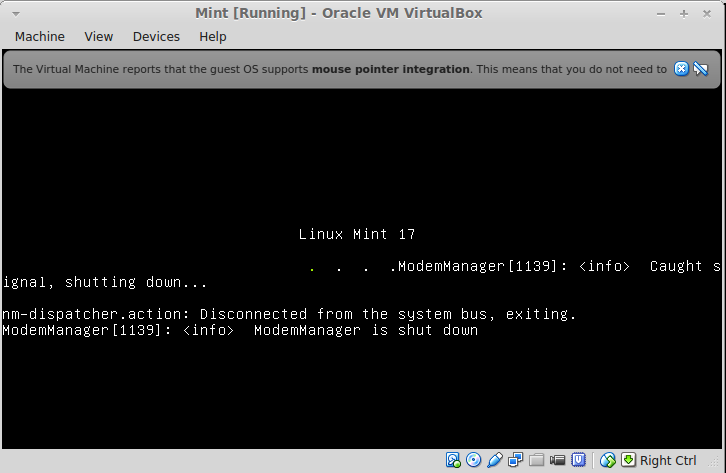 Mint [Running] - Oracle VM VirtualBox
Machine View Devices Help
The Virtual Machine reports that the guest OS supports mouse pointer integration. This means that you do not need to
Linux Mint 17
. . . .ModemManager[1139]: <info>  Caught s
ignal, shutting down...
nm-dispatcher.action: Disconnected from the system bus, exiting.
ModemManager[1139]: <info>  ModemManager is shut down
Right Ctrl